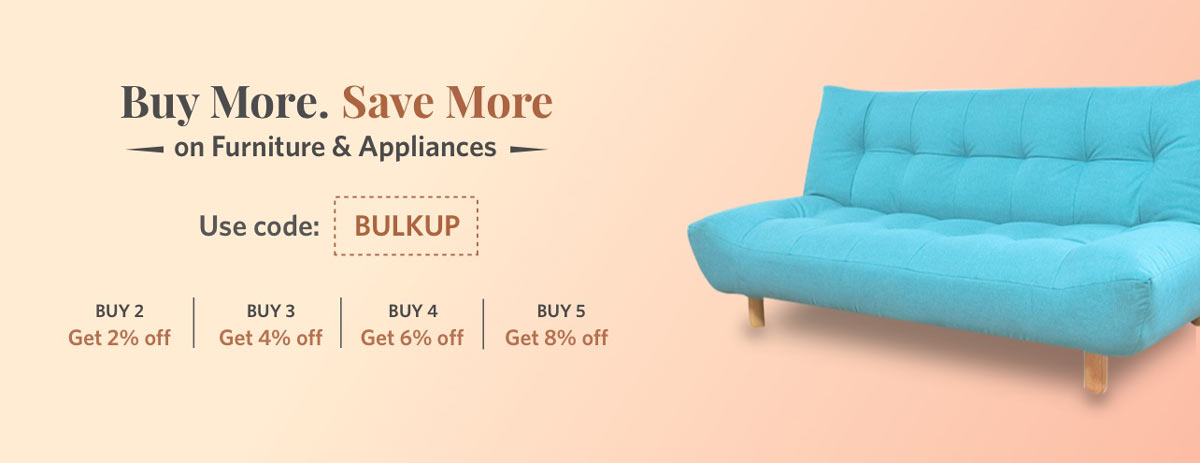 Buy More. Save More
on Furniture & Appliances
Use code: BULKUP
BUY 2
Get 2% off
BUY 3
Get 4% off
BUY 4
Get 6% off
BUY 5
Get 8% off